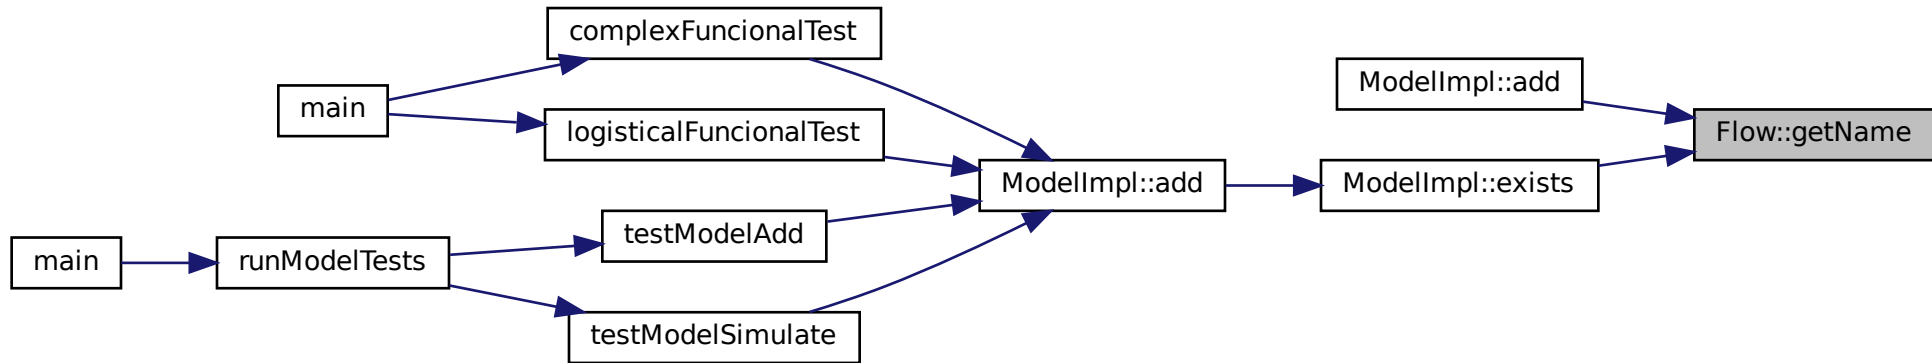 complexFuncionalTest
main
logisticalFuncionalTest
ModelImpl::add
Flow::getName
ModelImpl::add
ModelImpl::exists
testModelAdd
main
runModelTests
testModelSimulate